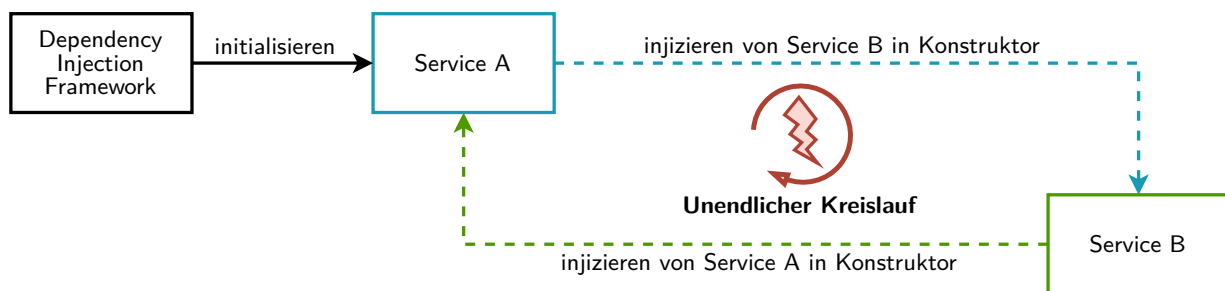 Dependency
Injection
Framework
initialisieren
Service A
injizieren von Service B in Konstruktor
Unendlicher Kreislauf
injizieren von Service A in Konstruktor
Service B